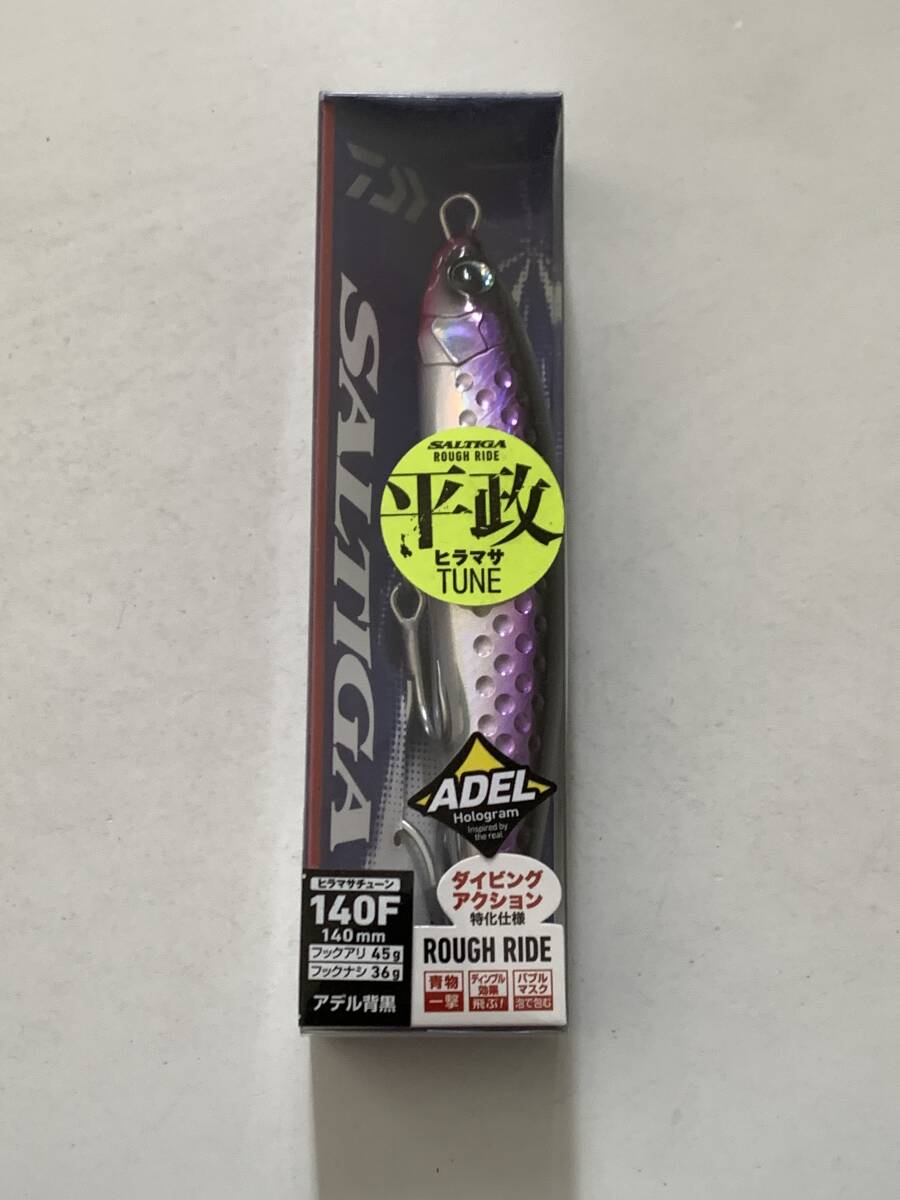 SALTIGA
SALTIGA
ROUGH RIDE
平政
ヒラマサ
TUNE
ADEL
Hologram
Inspired by
the real
ヒラマサチューン
140F
140mm
フックアリ 45g
フックナシ 36g
アデル背黒
ダイビング
アクション
特化仕様
ROUGH RIDE
青物
一撃
ディンプル
効果
飛ぶ!
バブル
マスク
泡で包む